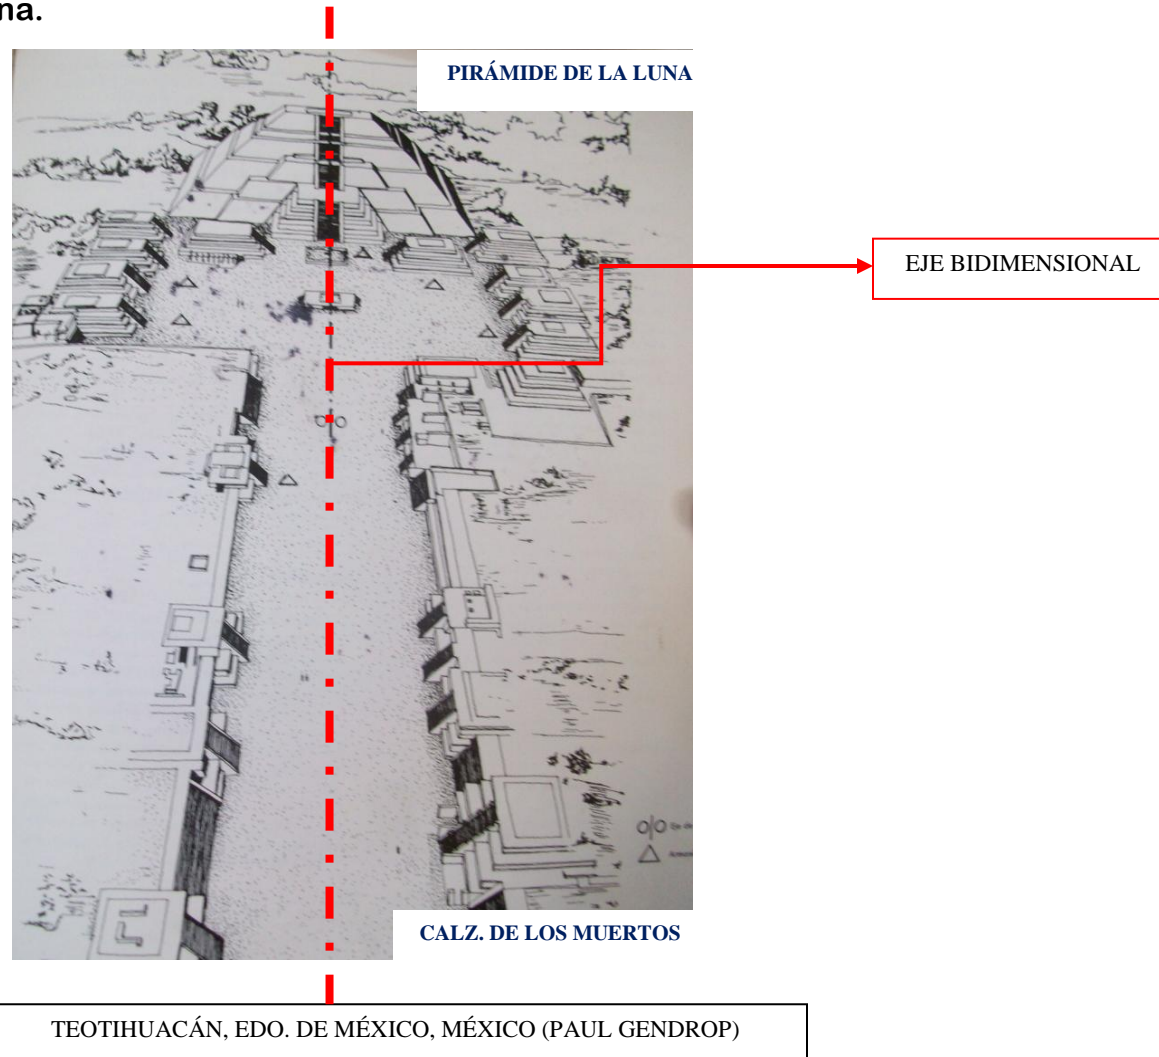 na.
PIRÁMIDE DE LA LUNA
EJE BIDIMENSIONAL
CALZ. DE LOS MUERTOS
TEOTIHUACÁN, EDO. DE MÉXICO, MÉXICO (PAUL GENDROP)